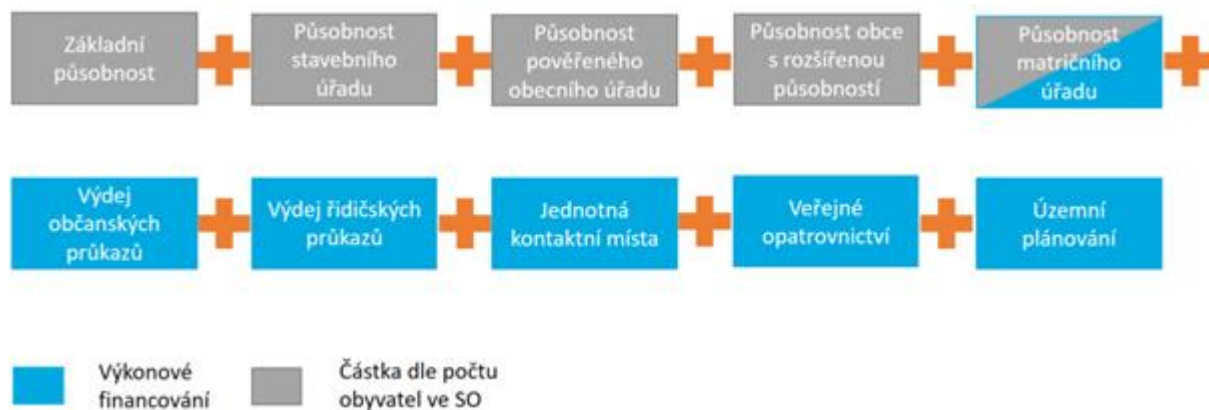 Základní
působnost
Působnost
stavebního
úřadu
Působnost
pověřeného
obecního úřadu
Působnost obce
s rozšířenou
působností
Působnost
matričního
úřadu
Výdej
občanských
průkazů
Výdej řidičských
průkazů
Jednotná
kontaktní místa
Veřejné
opatrovnictví
Územní
plánování
Výkonové
financování
Částka dle počtu
obyvatel ve SO